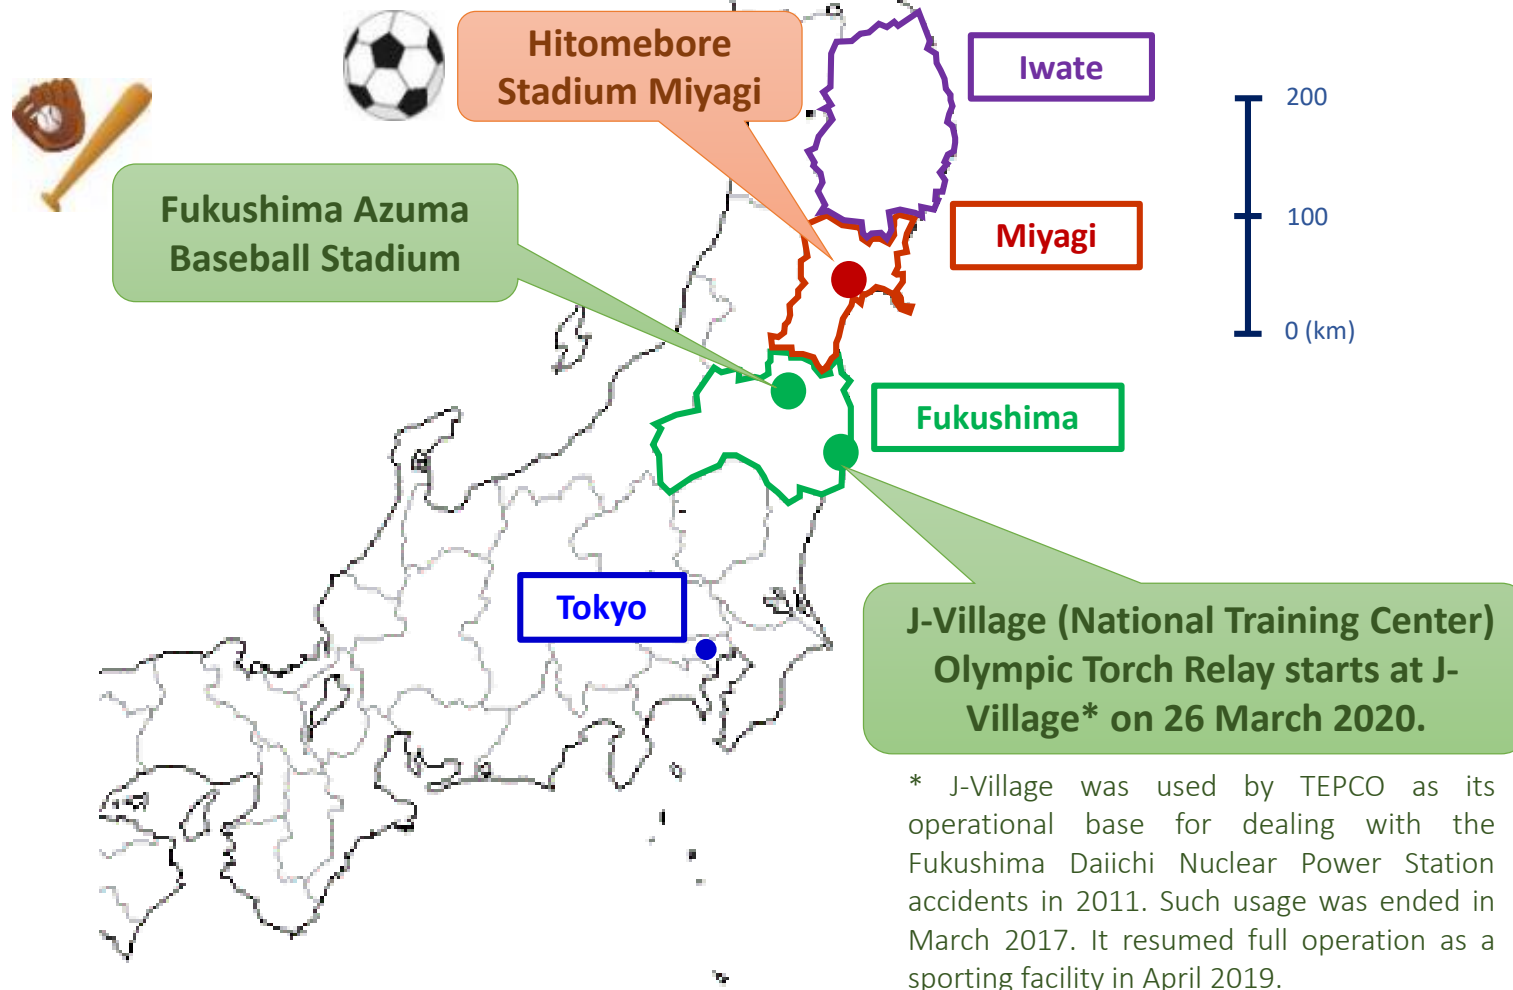 Hitomebore
Stadium Miyagi
Iwate
200
Fukushima Azuma
Baseball Stadium
100
Miyagi
0 (km)
Fukushima
Tokyo
J-Village (National Training Center)
Olympic Torch Relay starts at J-
Village* on 26 March 2020.
* J-Village was used by TEPCO as its
operational base for dealing with the
Fukushima Daiichi Nuclear Power Station
accidents in 2011. Such usage was ended in
March 2017. It resumed full operation as a
sporting facility in April 2019.